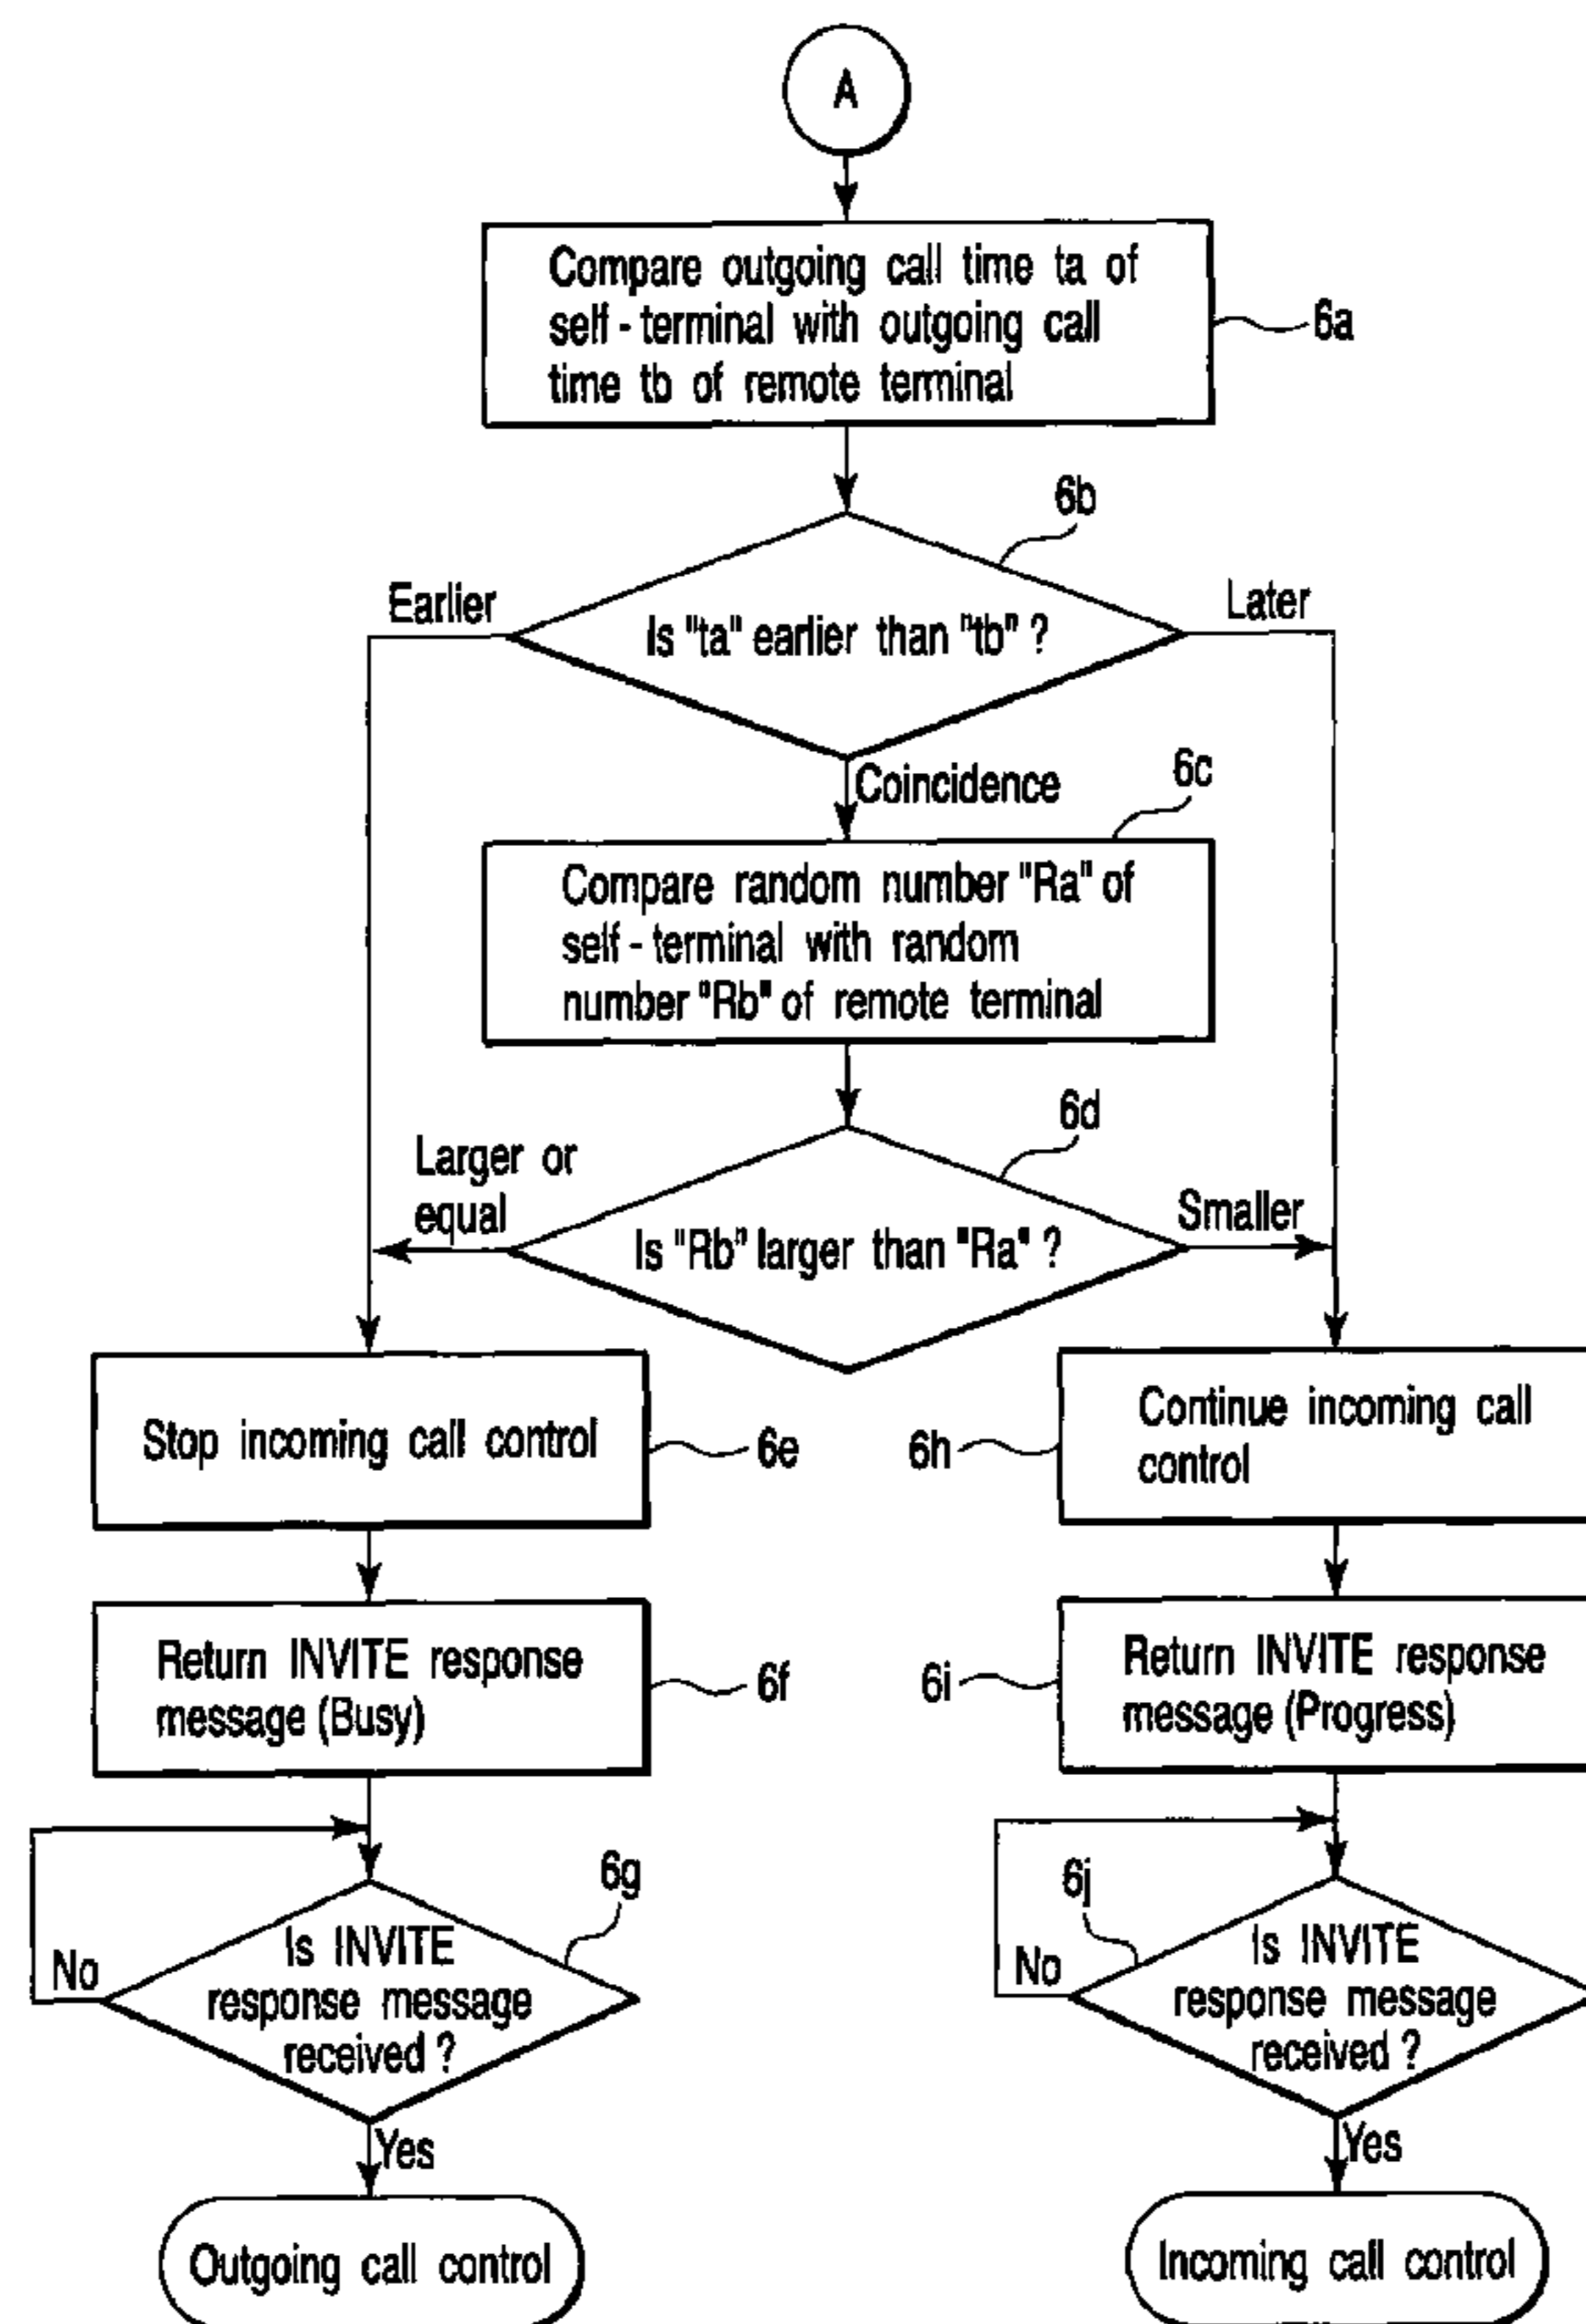 A
Compare outgoing call time ta of
self - terminal with outgoing call
time tb of remote terminal
6a
6b
Earlier
Later
Is "ta" earlier than "tb" ?
Coincidence
6c
Compare random number "Ra" of
self - terminal with random
number "Rb" of remote terminal
6d
Larger or
equal
Smaller
Is "Rb" larger than "Ra" ?
Stop incoming call control
6e
6h
Continue incoming call
control
Return INVITE response
message (Busy)
6f
6i
Return INVITE response
message (Progress)
6g
No
Is INVITE
response message
received ?
Yes
6j
No
Is INVITE
response message
received ?
Yes
Outgoing call control
Incoming call control